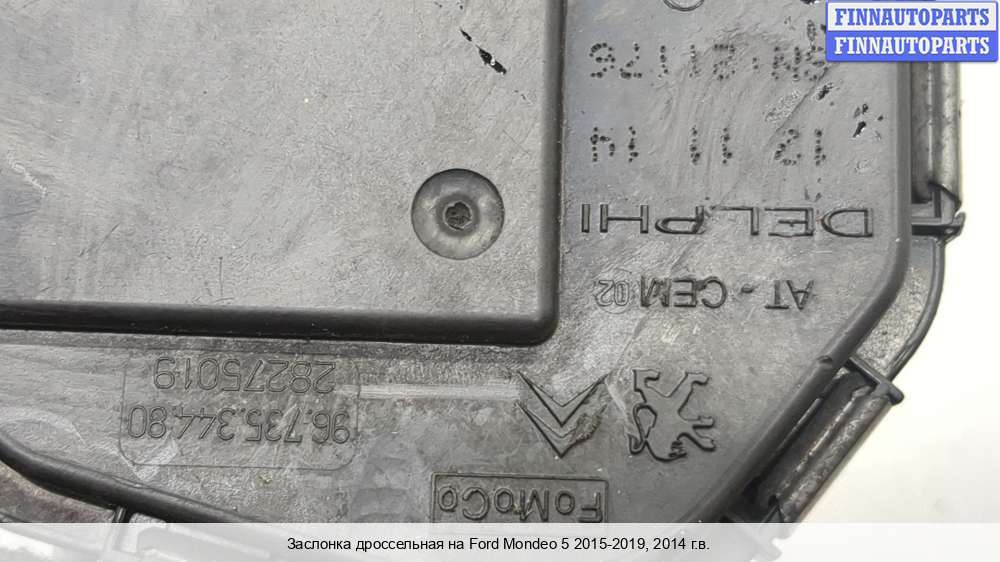 FINNAUTOPARTS
FINNAUTOPARTS
FoMoCo
96.735.344.80
28275019
AT - CEM 02
DELPHI
12 11 14
Заслонка дроссельная на Ford Mondeo 5 2015-2019, 2014 г.в.